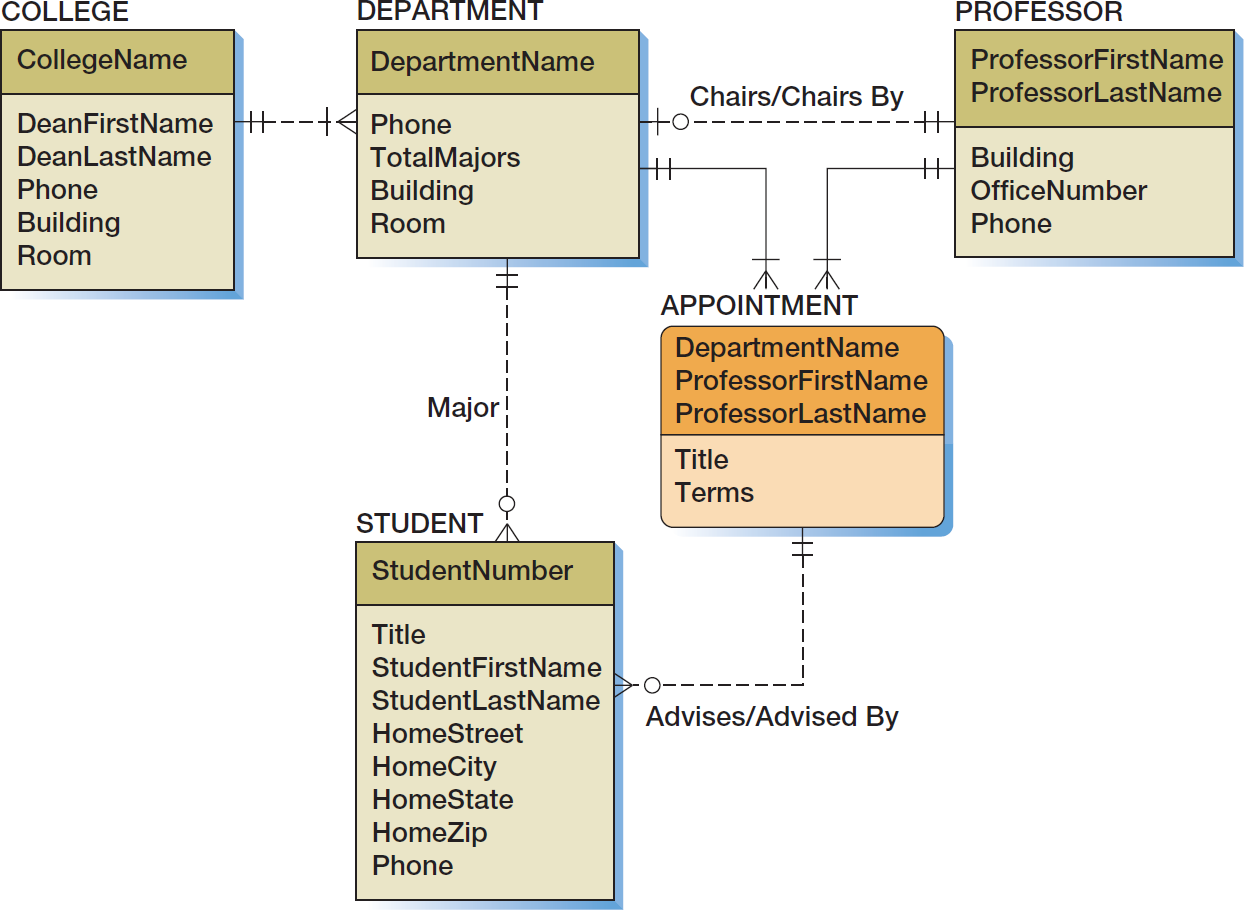 COLLEGE
CollegeName
DeanFirstName
DeanLastName
Phone
Building
Room
DEPARTMENT
DepartmentName
Phone
TotalMajors
Building
Room
Chairs/Chairs By
PROFESSOR
ProfessorFirstName
ProfessorLastName
Building
OfficeNumber
Phone
APPOINTMENT
DepartmentName
ProfessorFirstName
ProfessorLastName
Title
Terms
Major
STUDENT
StudentNumber
Title
StudentFirstName
StudentLastName
HomeStreet
HomeCity
HomeState
HomeZip
Phone
Advises/Advised By